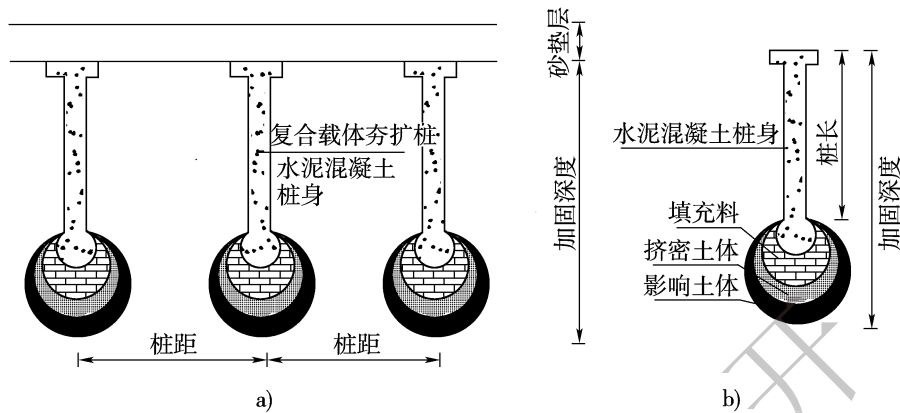 复合载体夯扩桩
水泥混凝土
桩身
桩距
桩距
砂垫层
加固深度
a)
水泥混凝土桩身
填充料
挤密土体
影响土体
桩长
加固深度
b)
开